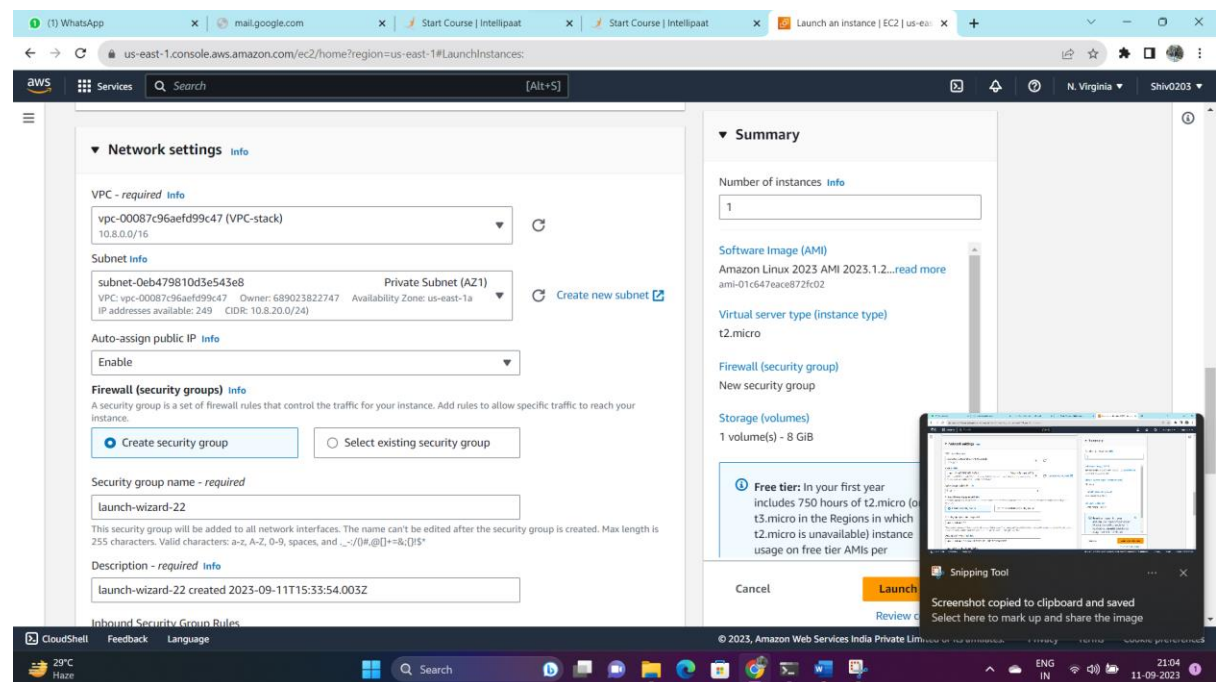 (1) WhatsApp
mail.google.com
Start Course | Intellipaat
Start Course | Intellipaat
Launch an instance | EC2 | us-eas
us-east-1.console.aws.amazon.com/ec2/home?region=us-east-1#LaunchInstances:
aws
Services
Search
[Alt+S]
N. Virginia
Shiv0203
Network settings Info
VPC - required Info
vpc-00087c96aefd99c47 (VPC-stack)
10.8.0.0/16
Subnet Info
subnet-0eb479810d3e543e8 Private Subnet (AZ1)
VPC: vpc-00087c96aefd99c47 Owner: 689023822747 Availability Zone: us-east-1a
IP addresses available: 249 CIDR: 10.8.20.0/24)
Create new subnet
Auto-assign public IP Info
Enable
Firewall (security groups) Info
A security group is a set of firewall rules that control the traffic for your instance. Add rules to allow specific traffic to reach your
instance.
Create security group
Select existing security group
Security group name - required
launch-wizard-22
This security group will be added to all network interfaces. The name can't be edited after the security group is created. Max length is
255 characters. Valid characters: a-z, A-Z, 0-9, spaces, and ._-:/()#,@[]+=&;{}!$*
Description - required Info
launch-wizard-22 created 2023-09-11T15:33:54.003Z
Inbound Security Group Rules
Summary
Number of instances Info
1
Software Image (AMI)
Amazon Linux 2023 AMI 2023.1.2...read more
ami-01c647eace872fc02
Virtual server type (instance type)
t2.micro
Firewall (security group)
New security group
Storage (volumes)
1 volume(s) - 8 GiB
Free tier: In your first year
includes 750 hours of t2.micro (or
t3.micro in the Regions in which
t2.micro is unavailable) instance
usage on free tier AMIs per
Cancel
Launch
Review
Snipping Tool
Screenshot copied to clipboard and saved
Select here to mark up and share the image
CloudShell
Feedback
Language
© 2023, Amazon Web Services India Private Limited or its affiliates.
Privacy
Terms
Cookie preferences
29°C
Haze
Search
ENG
IN
21:04
11-09-2023
1